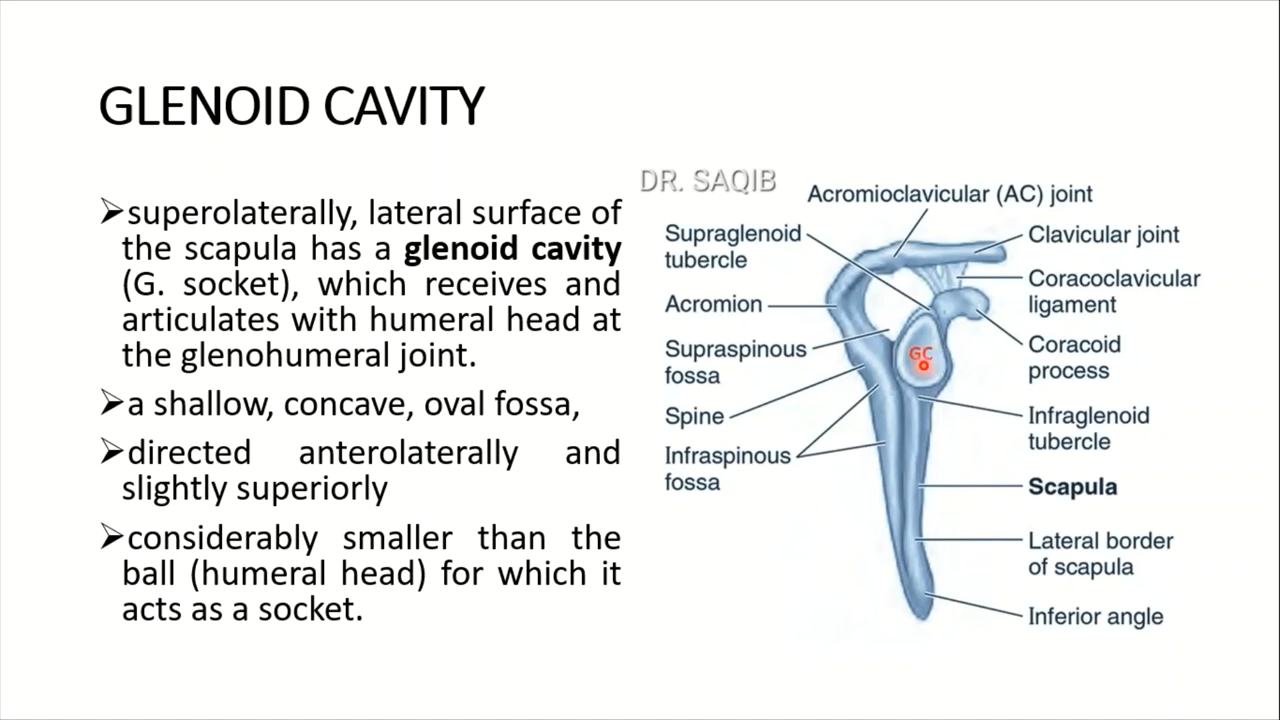 GLENOID CAVITY
➢superolaterally, lateral surface of
the scapula has a glenoid cavity
(G. socket), which receives and
articulates with humeral head at
the glenohumeral joint.
➢a shallow, concave, oval fossa,
➢directed anterolaterally and
slightly superiorly
➢considerably smaller than the
ball (humeral head) for which it
acts as a socket.
DR. SAQIB
Acromioclavicular (AC) joint
Supraglenoid
tubercle
Acromion
Supraspinous
fossa
Spine
Infraspinous
fossa
GC
Clavicular joint
Coracoclavicular
ligament
Coracoid
process
Infraglenoid
tubercle
Scapula
Lateral border
of scapula
Inferior angle